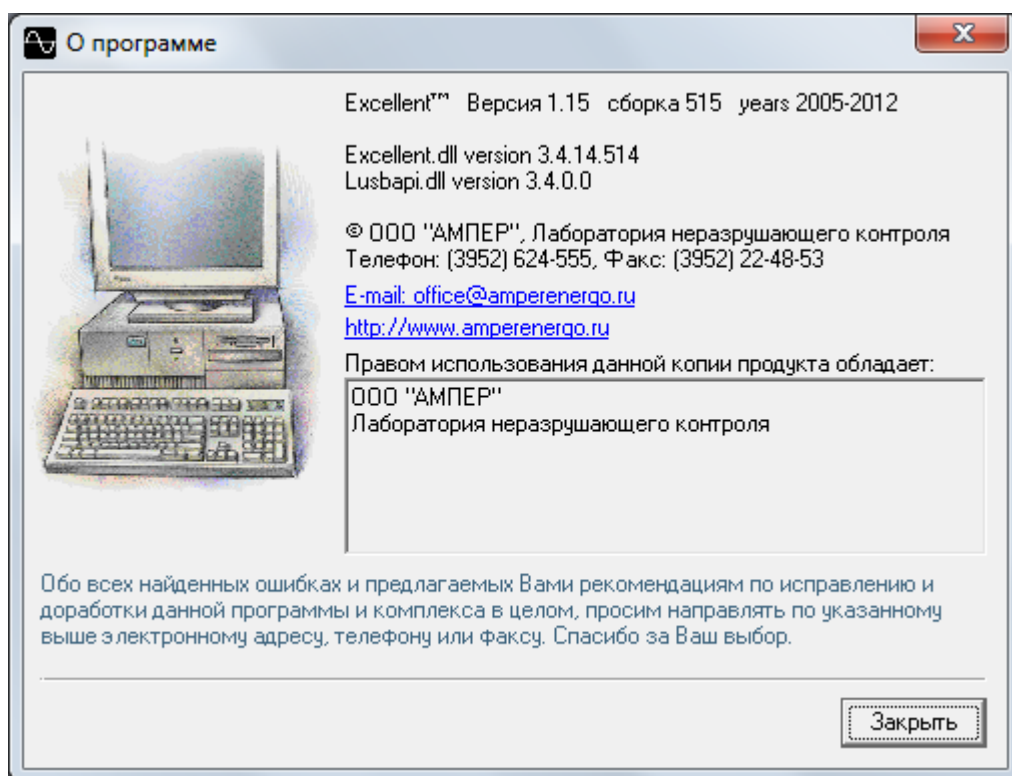 О программе
Excellent™ Версия 1.15 сборка 515 years 2005-2012
Excellent.dll version 3.4.14.514
Lusbapi.dll version 3.4.0.0
© ООО "АМПЕР", Лаборатория неразрушающего контроля
Телефон: (3952) 624-555, Факс: (3952) 22-48-53
E-mail: office@amperenergo.ru
http://www.amperenergo.ru
Правом использования данной копии продукта обладает:
ООО "АМПЕР"
Лаборатория неразрушающего контроля
Обо всех найденных ошибках и предлагаемых Вами рекомендациям по исправлению и
доработки данной программы и комплекса в целом, просим направлять по указанному
выше электронному адресу, телефону или факсу. Спасибо за Ваш выбор.
Закрыть